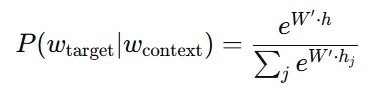 P(w_target|w_context) = e^{W'·h} / ∑_j e^{W'·h_j}